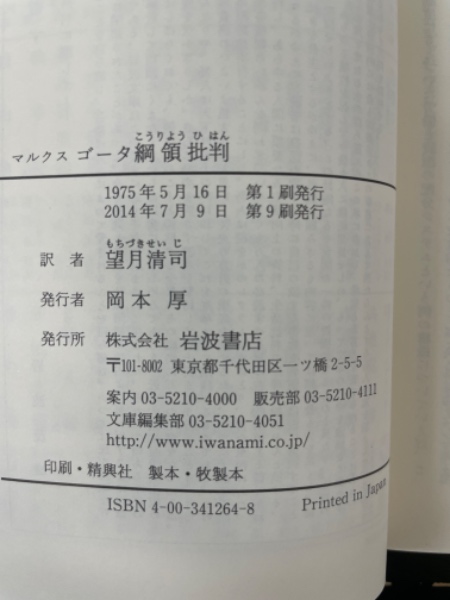 こうりよう ひ はん
マルクス ゴータ綱領批判
1975年5月16日 第1刷発行
2014年7月9日 第9刷発行
もちづきせい じ
訳者 望月清司
発行者 岡本厚
発行所 株式会社 岩波書店
〒101-8002 東京都千代田区一ツ橋2-5-5
案内 03-5210-4000 販売部 03-5210-4111
文庫編集部 03-5210-4051
http://www.iwanami.co.jp/
印刷・精興社 製本・牧製本
ISBN 4-00-341264-8 Printed in Japan